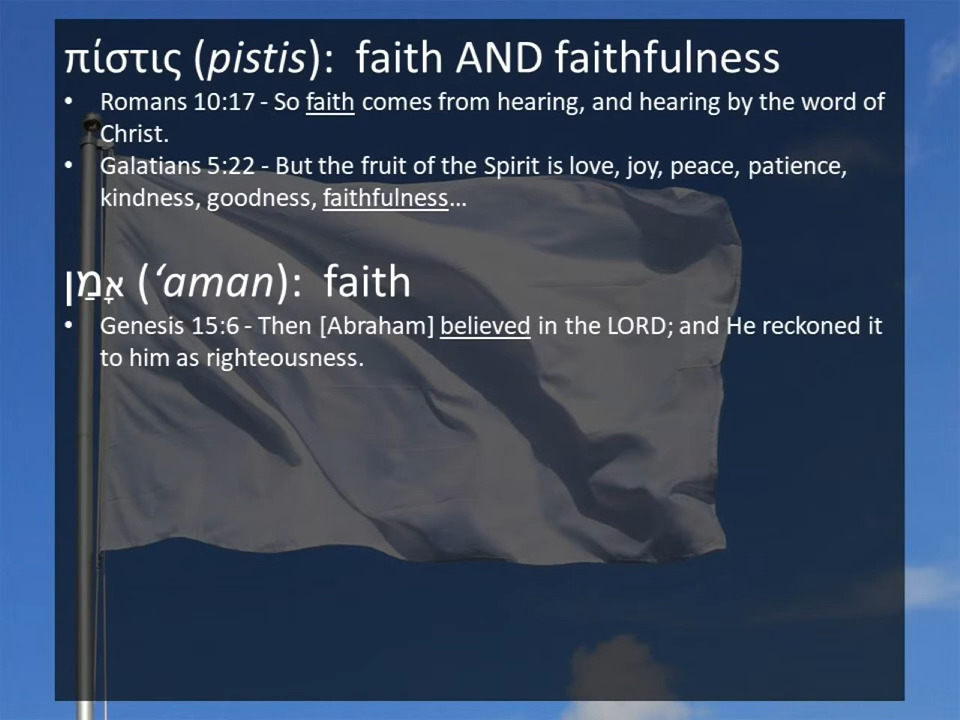 πίστις (pistis): faith AND faithfulness
• Romans 10:17 - So faith comes from hearing, and hearing by the word of
Christ.
• Galatians 5:22 - But the fruit of the Spirit is love, joy, peace, patience,
kindness, goodness, faithfulness…
אָמַן (‘aman): faith
• Genesis 15:6 - Then [Abraham] believed in the LORD; and He reckoned it
to him as righteousness.